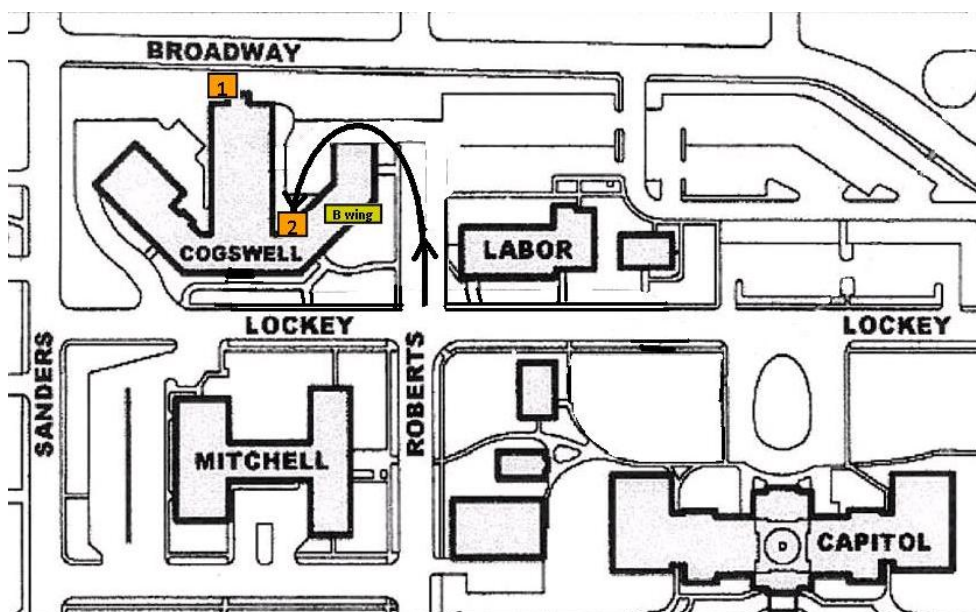 BROADWAY
1
2
B wing
COGSWELL
LABOR
LOCKEY
LOCKEY
SANDERS
ROBERTS
MITCHELL
CAPITOL
D